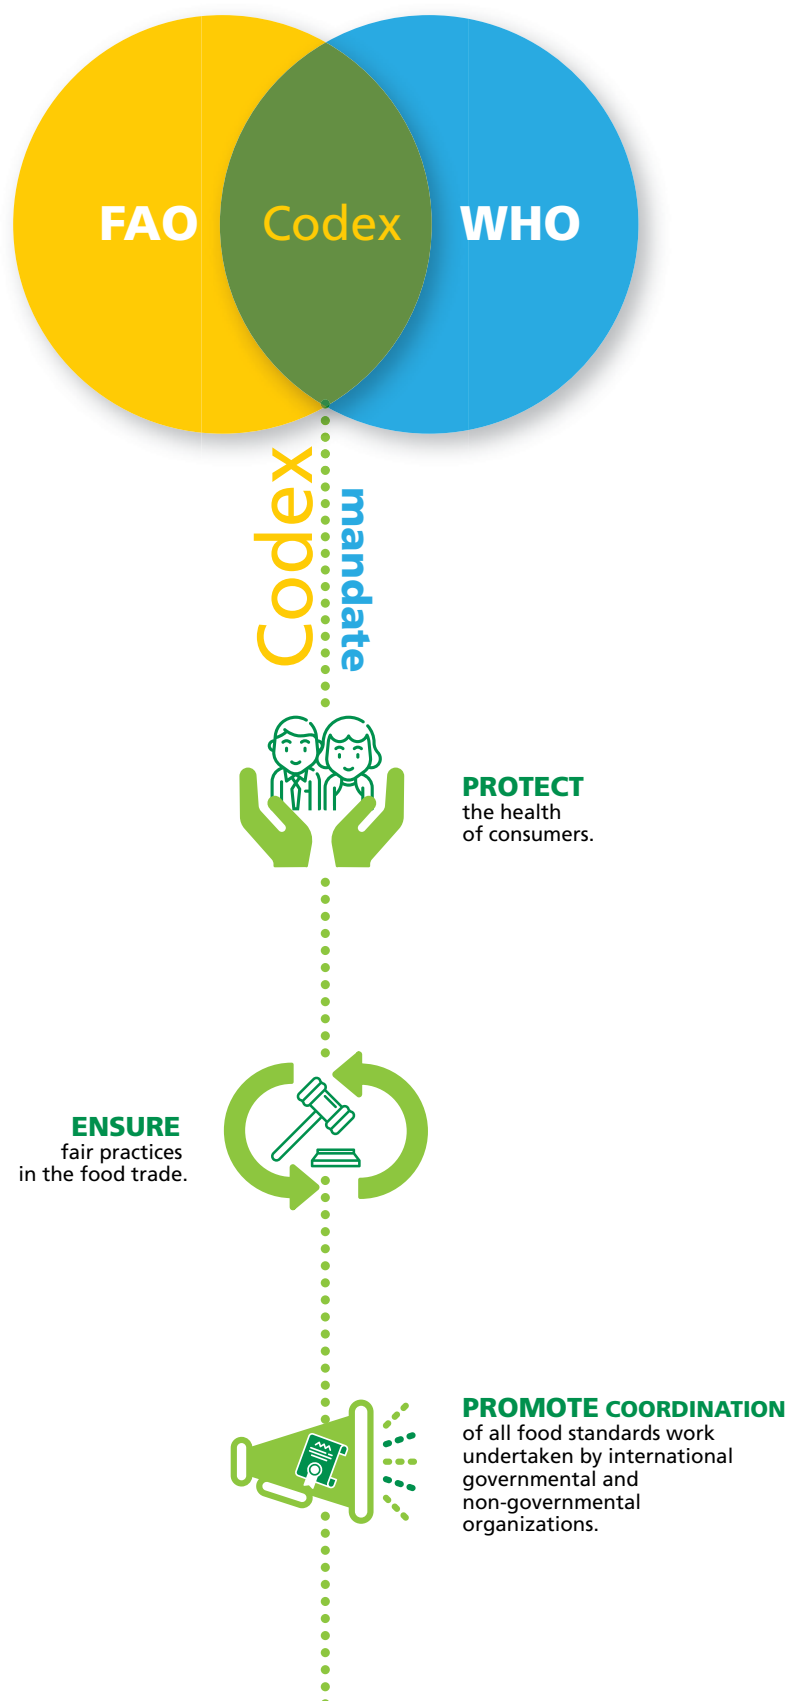 FAO Codex WHO
Codex
mandate
PROTECT
the health
of consumers.
ENSURE
fair practices
in the food trade.
PROMOTE COORDINATION
of all food standards work
undertaken by international
governmental and
non-governmental
organizations.